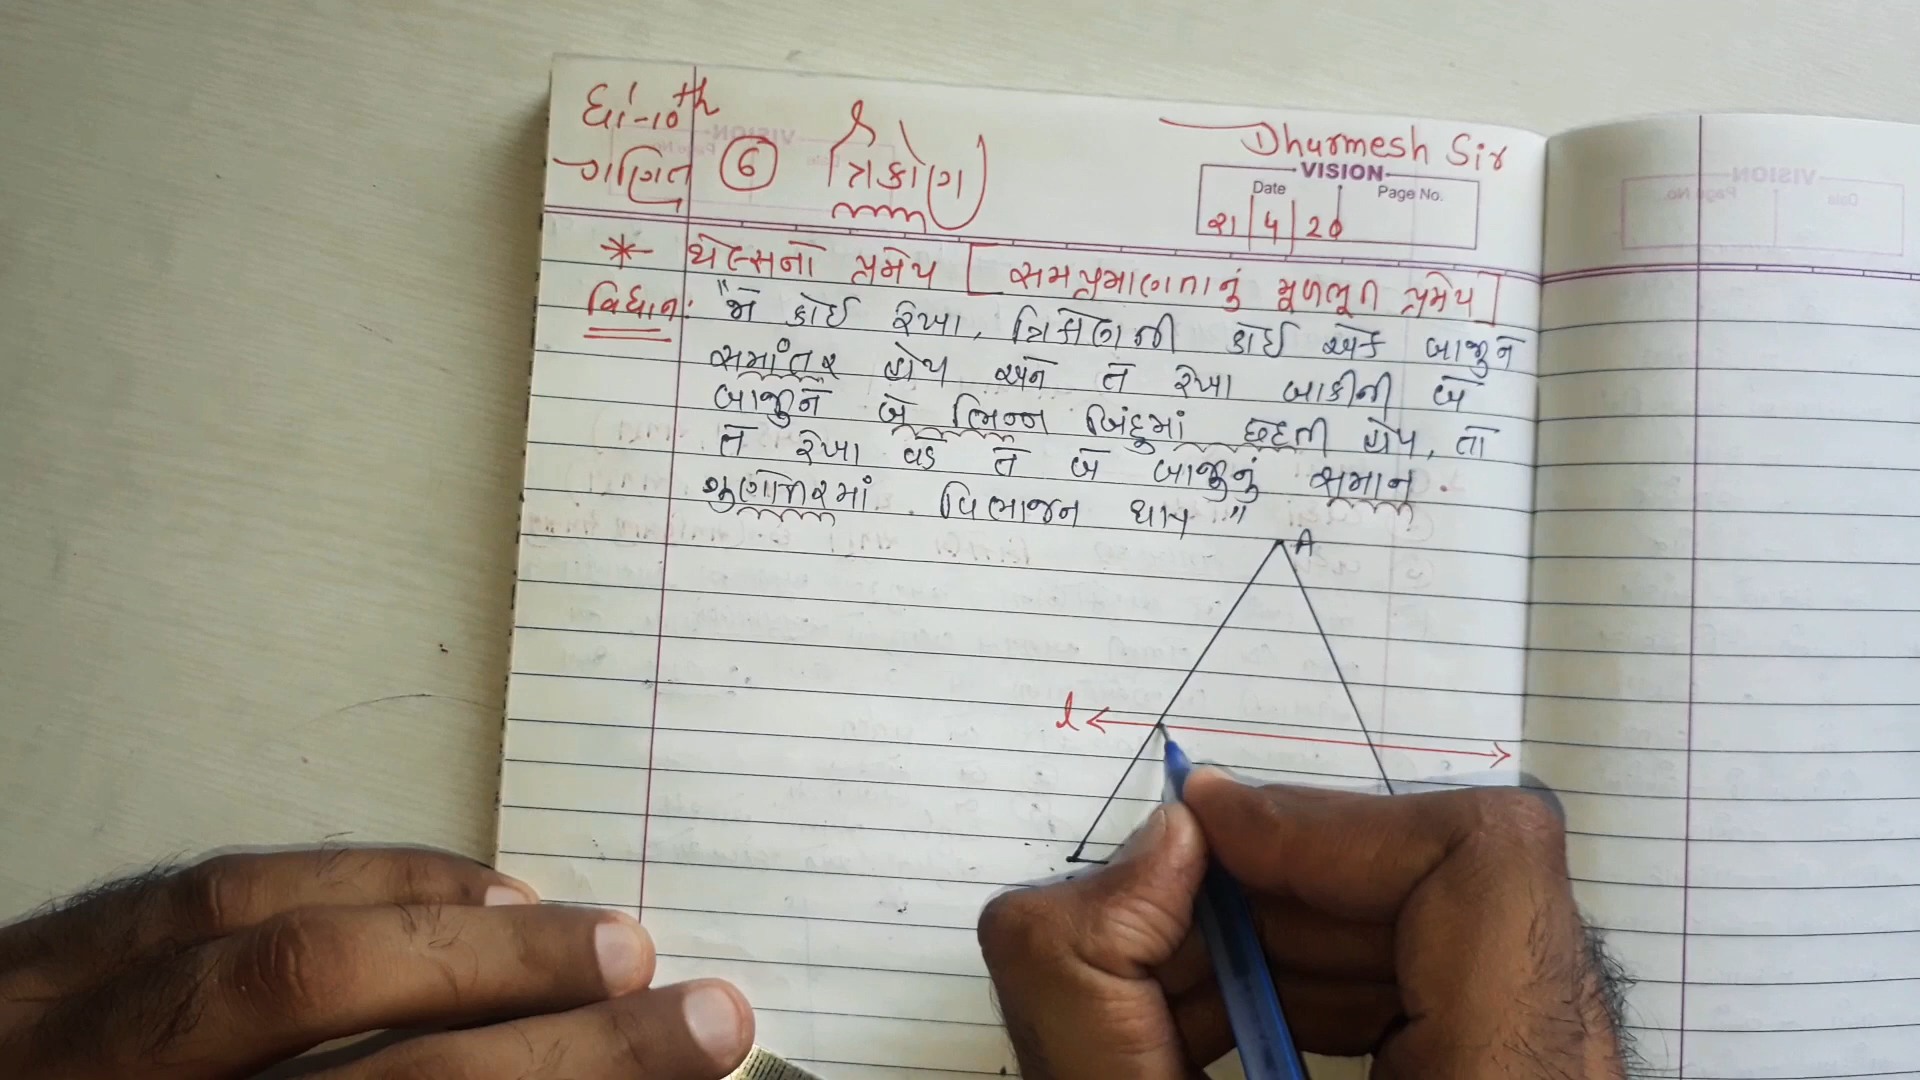 ધો-10th
ગણિત
6
ત્રિકોણ
Dharmesh Sir
VISION
Date Page No.
21 4 20
* થેલ્સનો પ્રમેય [સમપ્રમાણતાનું મૂળભૂત પ્રમેય]
વિધાન: "જો કોઈ રેખા, ત્રિકોણની કોઈ એક બાજુને
સમાંતર હોય અને તે રેખા બાકીની બે
બાજુને બે ભિન્ન બિંદુમાં છેદતી હોય, તો
તે રેખા વડે તે બે બાજુનું સમાન
ગુણોત્તરમાં વિભાજન થાય."
A
l